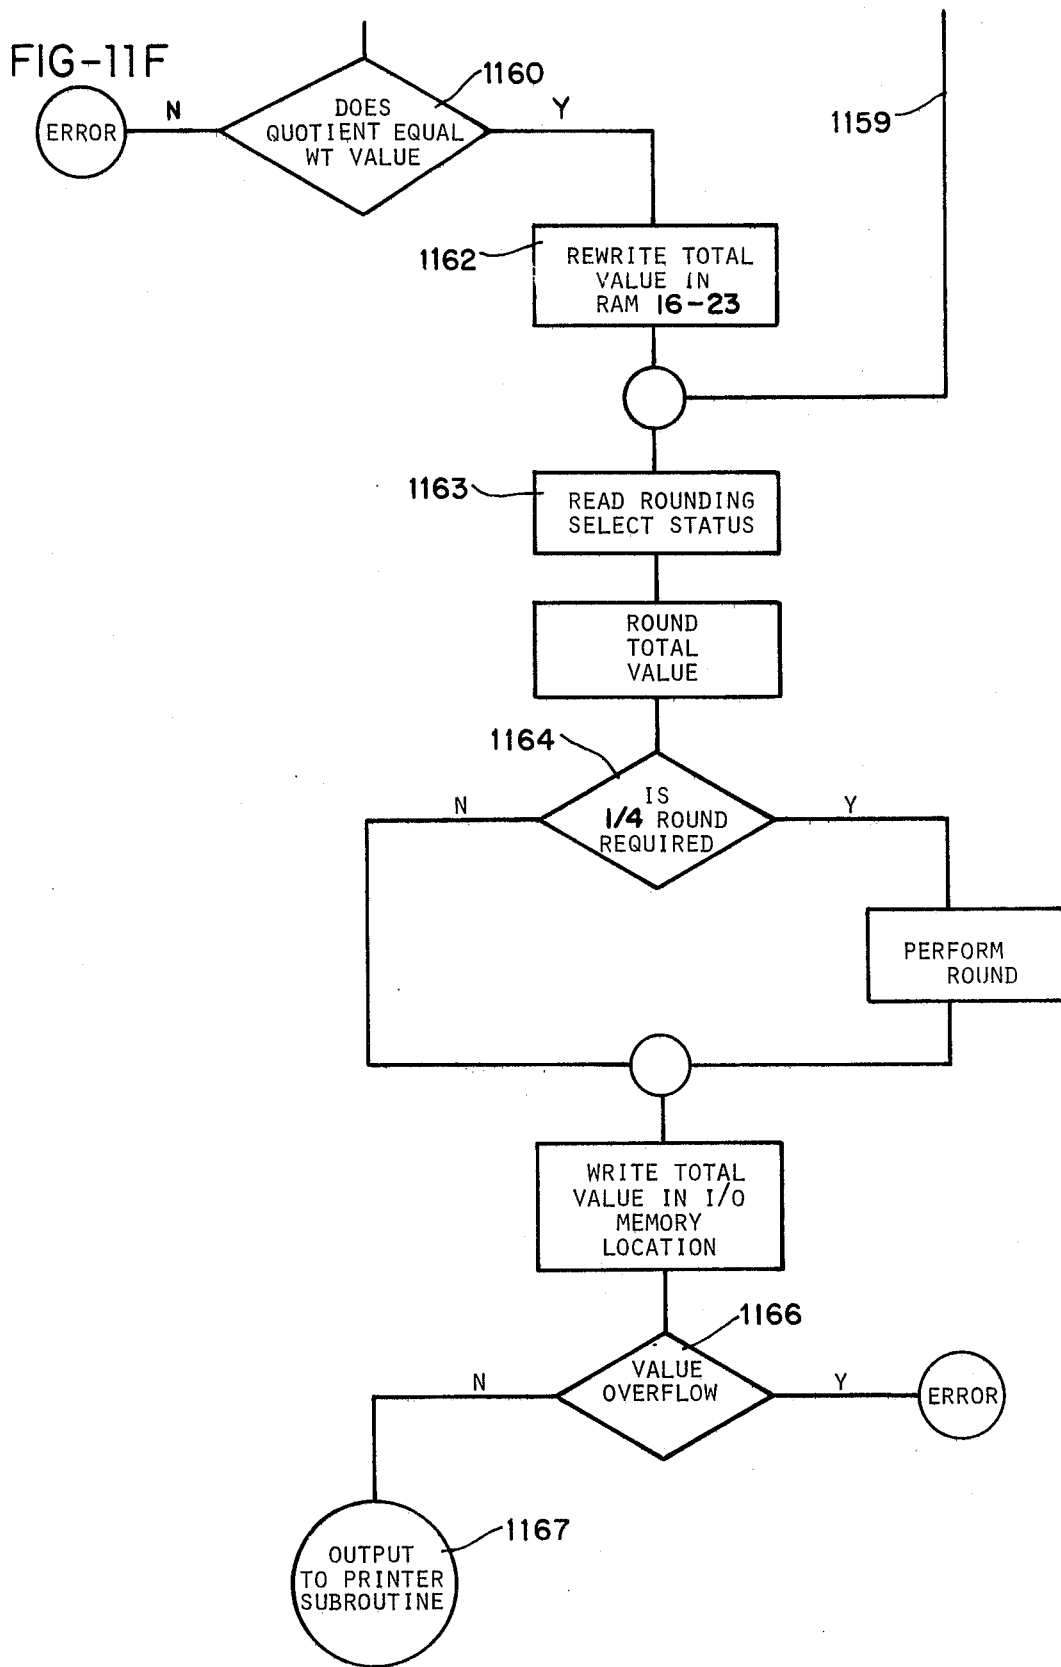 FIG-11F
1160
1159
ERROR
N
DOES
QUOTIENT EQUAL
WT VALUE
Y
1162
REWRITE TOTAL
VALUE IN
RAM 16-23
1163
READ ROUNDING
SELECT STATUS
ROUND
TOTAL
VALUE
1164
N
IS
1/4 ROUND
REQUIRED
Y
PERFORM
ROUND
WRITE TOTAL
VALUE IN I/O
MEMORY
LOCATION
1166
N
VALUE
OVERFLOW
Y
ERROR
1167
OUTPUT
TO PRINTER
SUBROUTINE